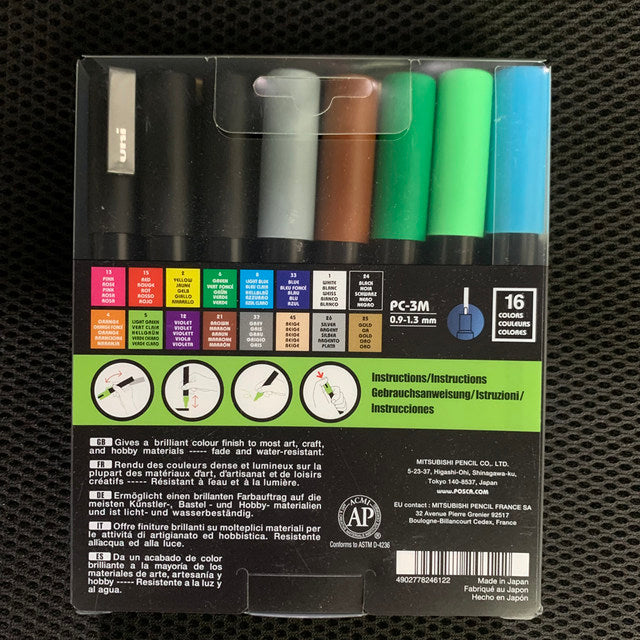 uni
13
PINK
ROSE
ROSA
ROSA
15
RED
ROUGE
ROT
ROSSO
ROJO
2
YELLOW
JAUNE
GELB
GIALLO
AMARILLO
6
GREEN
VERT FONCÉ
GRÜN
VERDE
VERDE
8
LIGHT BLUE
BLEU CLAIR
HELLBLAU
AZZURRO
AZUL CLARO
33
BLUE
BLEU FONCÉ
BLAU
BLU
AZUL
1
WHITE
BLANC
WEISS
BIANCO
BLANCO
24
BLACK
NOIR
SCHWARZ
NERO
NEGRO
4
ORANGE
ORANGE FONCÉ
ORANGE
ARANCIONE
NARANJA
5
LIGHT GREEN
VERT CLAIR
HELLGRÜN
VERDE CHIARO
VERDE CLARO
12
VIOLET
VIOLET
VIOLETT
VIOLA
VIOLETA
21
BROWN
MARRON
BRAUN
MARRONE
MARRÓN
37
GREY
GRIS
GRAU
GRIGIO
GRIS
45
BEIGE
BEIGE
BEIGE
BEIGE
BEIGE
26
SILVER
ARGENT
SILBER
ARGENTO
PLATA
25
GOLD
OR
GOLD
ORO
ORO
PC-3M
0.9-1.3 mm
16
COLORS
COULEURS
COLORES
Instructions/Instructions
Gebrauchsanweisung/Istruzioni/
Instrucciones
GB Gives a brilliant colour finish to most art, craft,
and hobby materials ----- fade and water-resistant.
FR Rendu des couleurs dense et lumineux sur la
plupart des matériaux d'art, d'artisanat et de loisirs
créatifs ----- Résistant à l'eau et à la lumière.
DE Ermöglicht einen brillanten Farbauftrag auf die
meisten Künstler-, Bastel - und Hobby- materialien
und ist licht - und wasserbeständig.
IT Offre finiture brillanti su molteplici materiali per
le attivitá di artigianato ed hobbistica. Resistente
all'acqua ed alla luce.
ES Da un acabado de color
brillante a la mayoría de los
materiales de arte, artesanía y
hobby ----- Resistente a la luz y
al agua.
ACMI
AP
Conforms to ASTM D-4236
MITSUBISHI PENCIL CO., LTD.
5-23-37, Higashi-Ohi, Shinagawa-ku,
Tokyo 140-8537, Japan
www.POSCA.com
EU contact : MITSUBISHI PENCIL FRANCE SA
32 Avenue Pierre Grenier 92517
Boulogne-Billancourt Cedex, France
4902778246122
Made in Japan
Fabriqué au Japon
Hecho en Japón